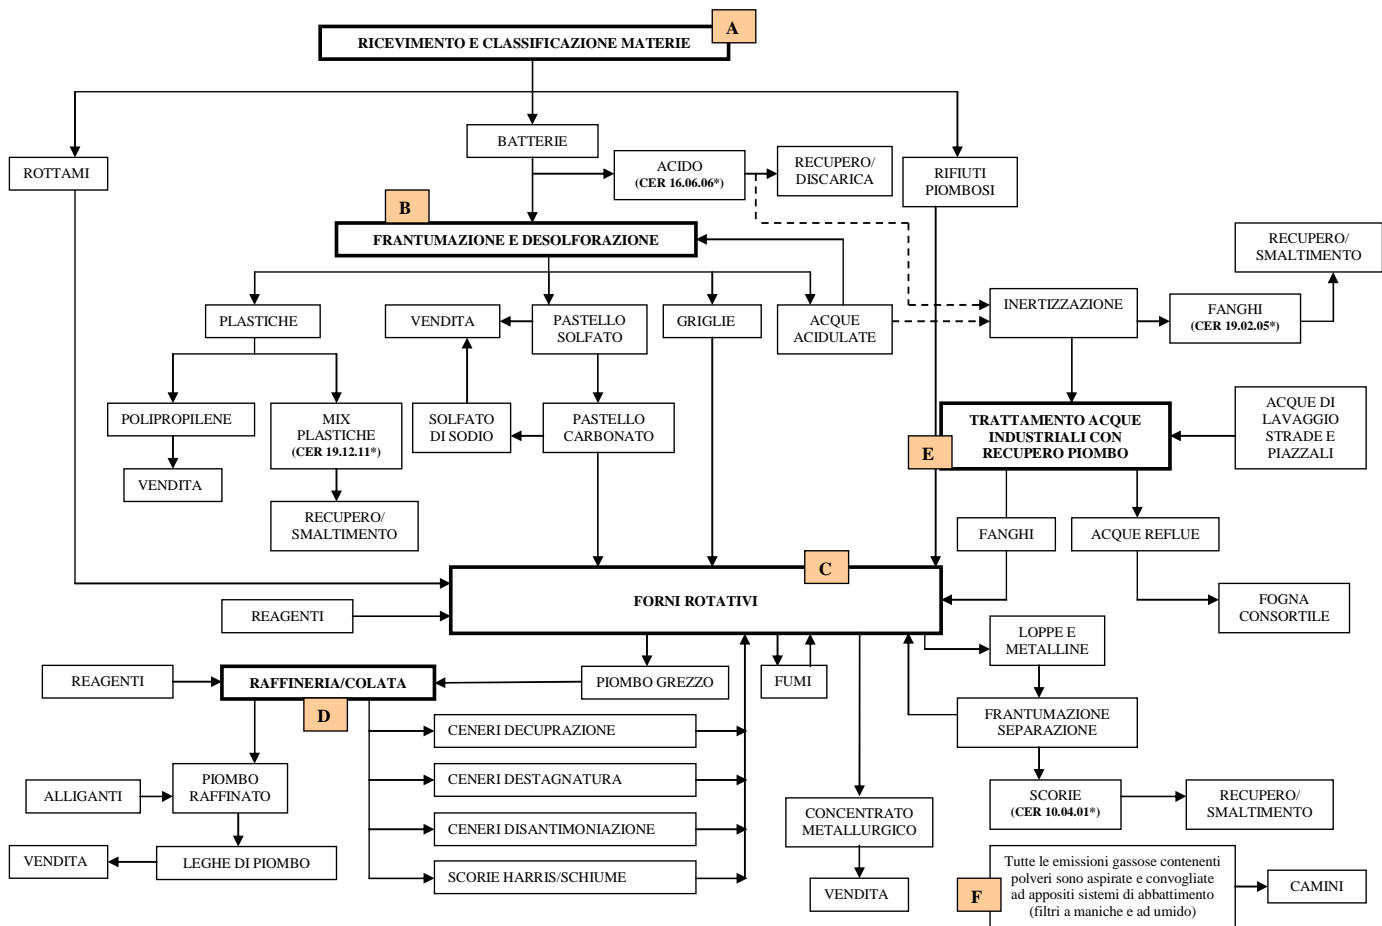 A
RICEVIMENTO E CLASSIFICAZIONE MATERIE
BATTERIE
ROTTAMI
ACIDO
(CER 16.06.06*)
RECUPERO/
DISCARICA
RIFIUTI
PIOMBOSI
B
FRANTUMAZIONE E DESOLFORAZIONE
RECUPERO/
SMALTIMENTO
PLASTICHE
VENDITA
PASTELLO
SOLFATO
GRIGLIE
ACQUE
ACIDULATE
INERTIZZAZIONE
FANGHI
(CER 19.02.05*)
POLIPROPILENE
MIX
PLASTICHE
(CER 19.12.11*)
SOLFATO
DI SODIO
PASTELLO
CARBONATO
TRATTAMENTO ACQUE
INDUSTRIALI CON
RECUPERO PIOMBO
E
ACQUE DI
LAVAGGIO
STRADE E
PIAZZALI
VENDITA
RECUPERO/
SMALTIMENTO
FANGHI
ACQUE REFLUE
C
FORNI ROTATIVI
REAGENTI
FOGNA
CONSORTILE
LOPPE E
METALLINE
REAGENTI
RAFFINERIA/COLATA
D
PIOMBO GREZZO
FUMI
FRANTUMAZIONE
SEPARAZIONE
CENERI DECUPRAZIONE
CENERI DESTAGNATURA
CENERI DISANTIMONIAZIONE
SCORIE HARRIS/SCHIUME
ALLIGANTI
PIOMBO
RAFFINATO
VENDITA
LEGHE DI PIOMBO
CONCENTRATO
METALLURGICO
VENDITA
SCORIE
(CER 10.04.01*)
RECUPERO/
SMALTIMENTO
F
Tutte le emissioni gassose contenenti
polveri sono aspirate e convogliate
ad appositi sistemi di abbattimento
(filtri a maniche e ad umido)
CAMINI